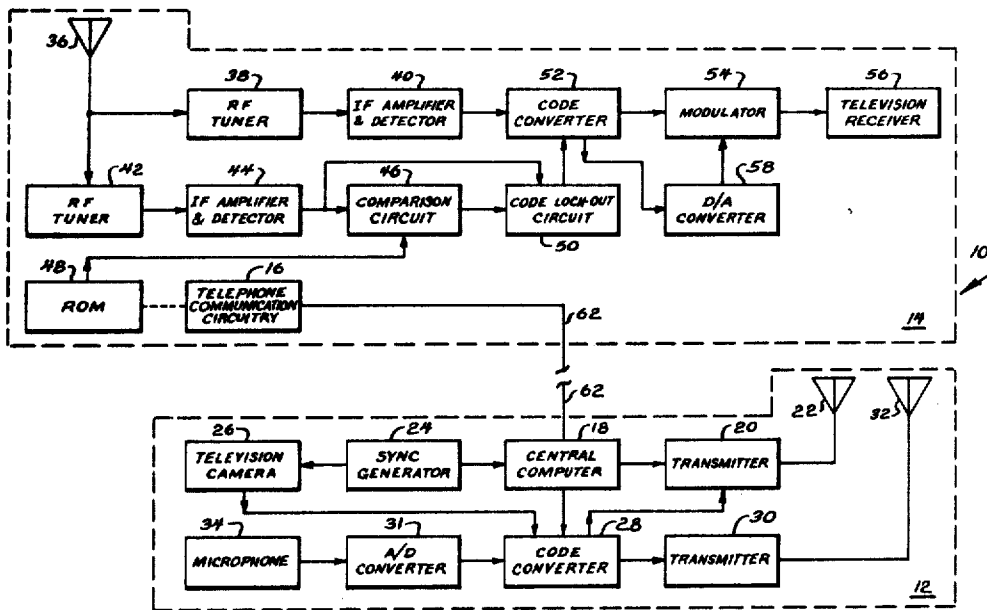 36
38
RF
TUNER
40
IF AMPLIFIER
& DETECTOR
52
CODE
CONVERTER
54
MODULATOR
56
TELEVISION
RECEIVER
42
RF
TUNER
44
IF AMPLIFIER
& DETECTOR
46
COMPARISON
CIRCUIT
CODE LOCK-OUT
CIRCUIT
50
58
D/A
CONVERTER
48
ROM
16
TELEPHONE
COMMUNICATION
CIRCUITRY
10
14
62
62
22
32
26
TELEVISION
CAMERA
24
SYNC
GENERATOR
18
CENTRAL
COMPUTER
20
TRANSMITTER
34
MICROPHONE
31
A/D
CONVERTER
28
CODE
CONVERTER
30
TRANSMITTER
12